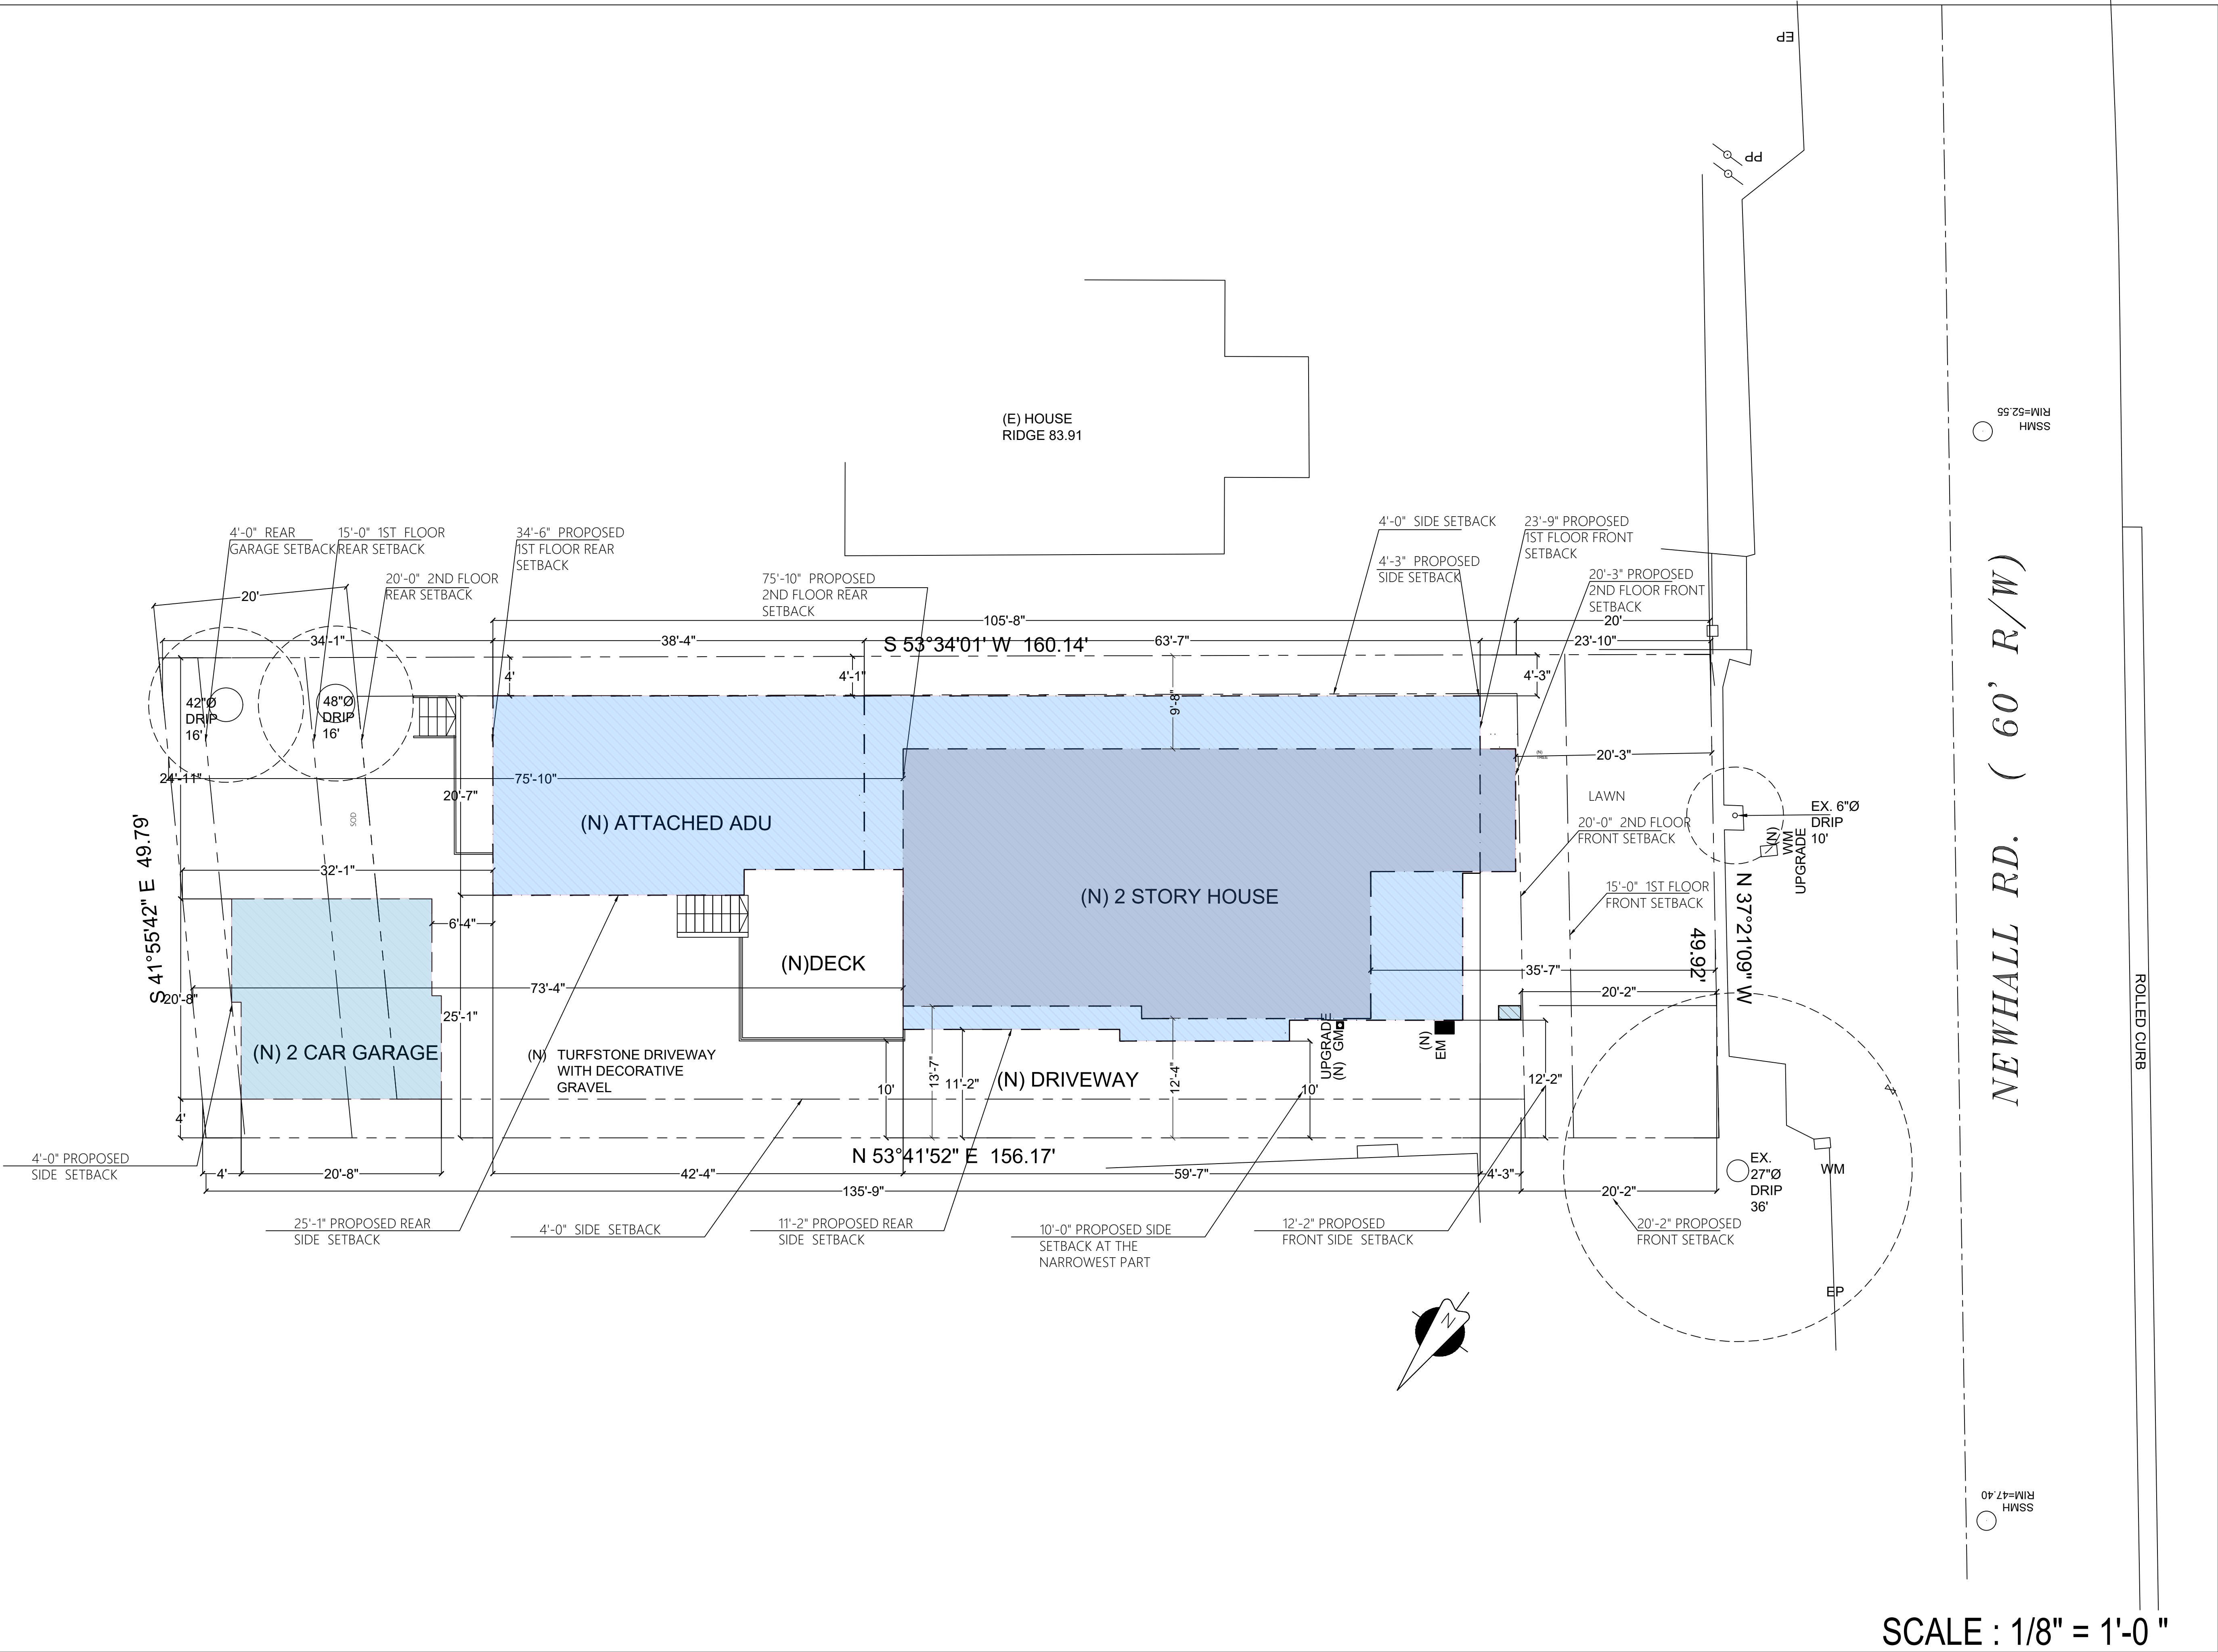 EP
PP
SSMH
RIM=52.55
(E) HOUSE
RIDGE 83.91
4'-0" REAR
GARAGE SETBACK
15'-0" 1ST FLOOR
REAR SETBACK
20'-0" 2ND FLOOR
REAR SETBACK
34'-6" PROPOSED
1ST FLOOR REAR
SETBACK
75'-10" PROPOSED
2ND FLOOR REAR
SETBACK
4'-0" SIDE SETBACK
4'-3" PROPOSED
SIDE SETBACK
23'-9" PROPOSED
1ST FLOOR FRONT
SETBACK
20'-3" PROPOSED
2ND FLOOR FRONT
SETBACK
20'
105'-8"
20'
34'-1"
38'-4"
S 53°34'01' W 160.14'
63'-7"
23'-10"
4'
4'-1"
4'-3"
9'-8"
42"Ø
DRIP
16'
48"Ø
DRIP
16'
24'-11"
75'-10"
20'-7"
20'-3"
(N)
SOD
(N) ATTACHED ADU
LAWN
20'-0" 2ND FLOOR
FRONT SETBACK
EX. 6"Ø
DRIP
10'
(N)
WM
UPGRADE
S 41°55'42" E 49.79'
32'-1"
6'-4"
(N) 2 STORY HOUSE
15'-0" 1ST FLOOR
FRONT SETBACK
N 37°21'09" W
49.92'
NEWHALL RD. ( 60' R/W)
ROLLED CURB
(N)DECK
35'-7"
73'-4"
20'-2"
20'-8"
25'-1"
(N) 2 CAR GARAGE
(N) TURFSTONE DRIVEWAY
WITH DECORATIVE
GRAVEL
10'
13'-7"
11'-2"
(N) DRIVEWAY
12'-4"
10'
UPGRADE
(N) GM
(N)
EM
12'-2"
4'
N 53°41'52" E 156.17'
4'-0" PROPOSED
SIDE SETBACK
4'
20'-8"
42'-4"
59'-7"
4'-3"
135'-9"
20'-2"
EX.
27"Ø
DRIP
36'
WM
25'-1" PROPOSED REAR
SIDE SETBACK
4'-0" SIDE SETBACK
11'-2" PROPOSED REAR
SIDE SETBACK
10'-0" PROPOSED SIDE
SETBACK AT THE
NARROWEST PART
12'-2" PROPOSED
FRONT SIDE SETBACK
20'-2" PROPOSED
FRONT SETBACK
EP
N
SSMH
RIM=47.40
SCALE : 1/8" = 1'-0 "